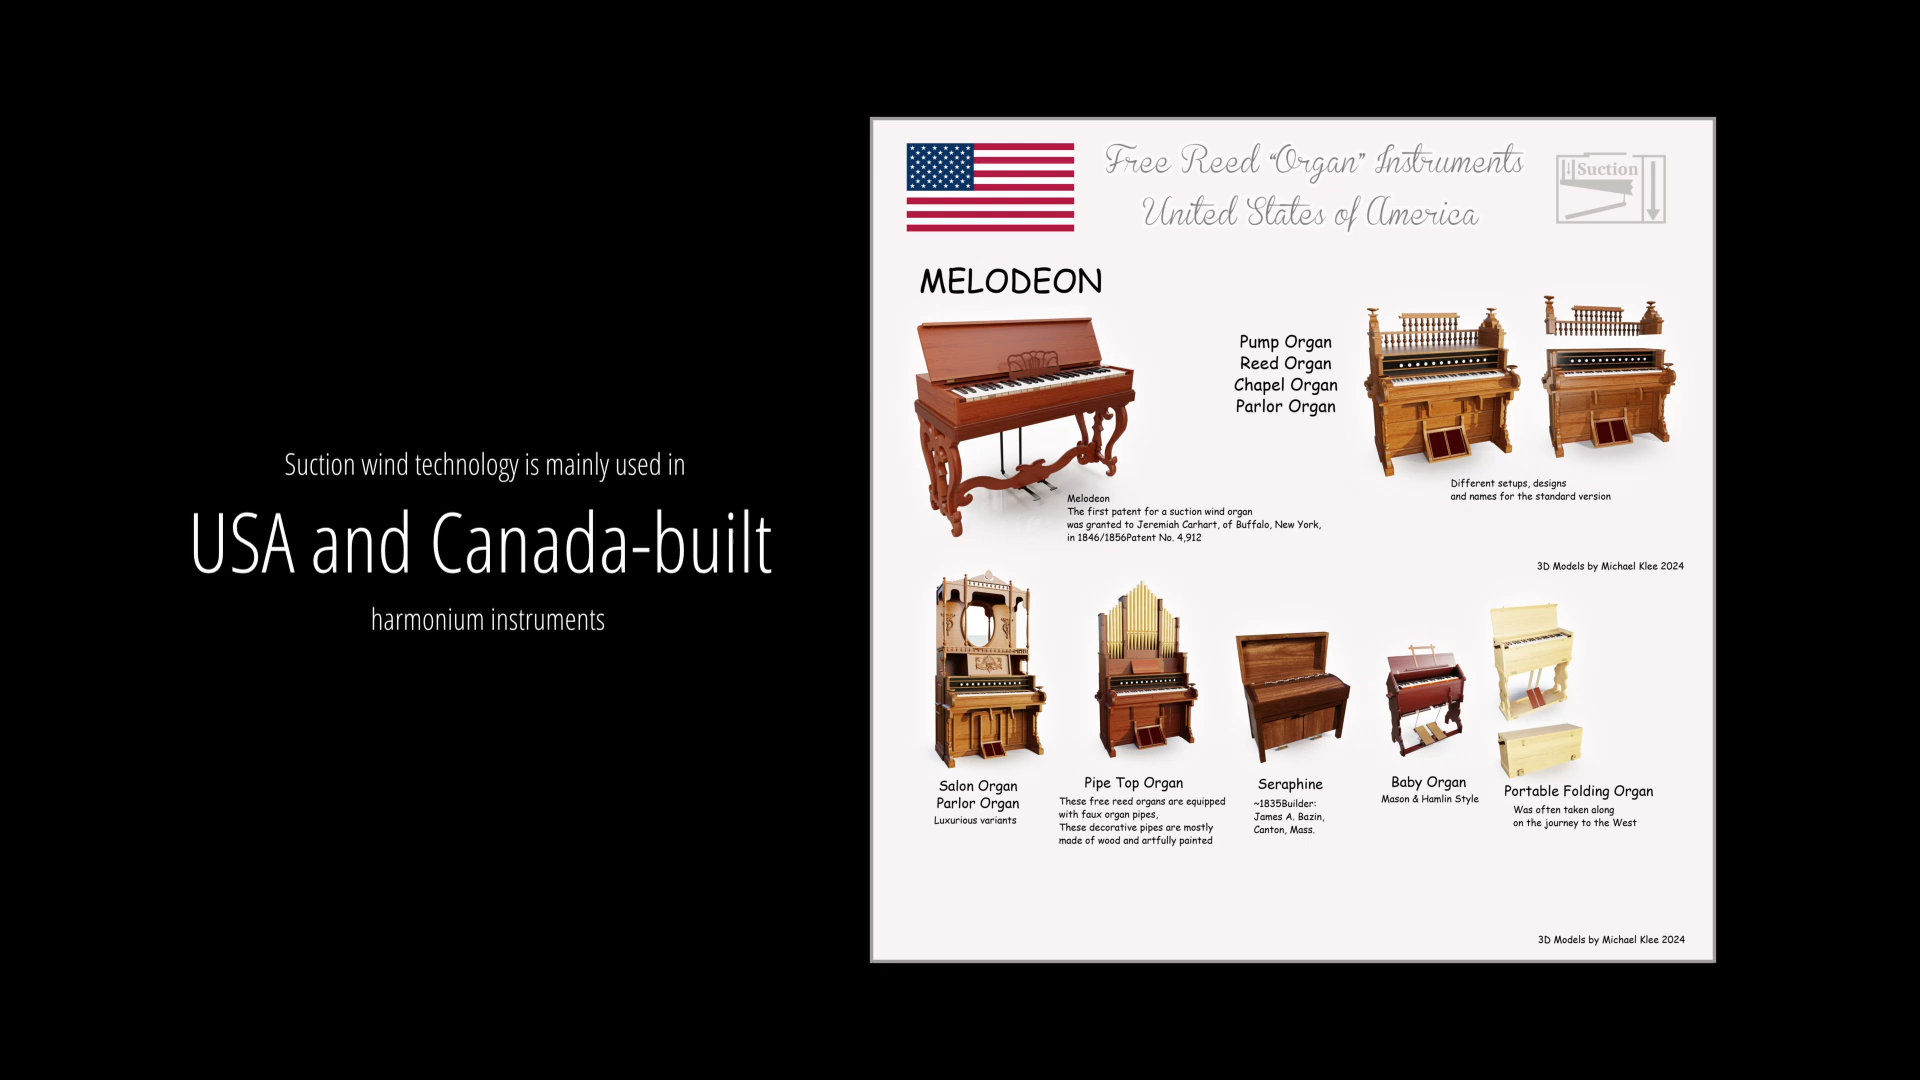 Suction wind technology is mainly used in
USA and Canada-built
harmonium instruments
Free Reed “Organ” Instruments
United States of America
Suction
MELODEON
Pump Organ
Reed Organ
Chapel Organ
Parlor Organ
Melodeon
The first patent for a suction wind organ
was granted to Jeremiah Carhart, of Buffalo, New York,
in 1846/1856Patent No. 4,912
Different setups, designs
and names for the standard version
3D Models by Michael Klee 2024
Salon Organ
Parlor Organ
Luxurious variants
Pipe Top Organ
These free reed organs are equipped
with faux organ pipes,
These decorative pipes are mostly
made of wood and artfully painted
Seraphine
~1835Builder:
James A. Bazin,
Canton, Mass.
Baby Organ
Mason & Hamlin Style
Portable Folding Organ
Was often taken along
on the journey to the West
3D Models by Michael Klee 2024